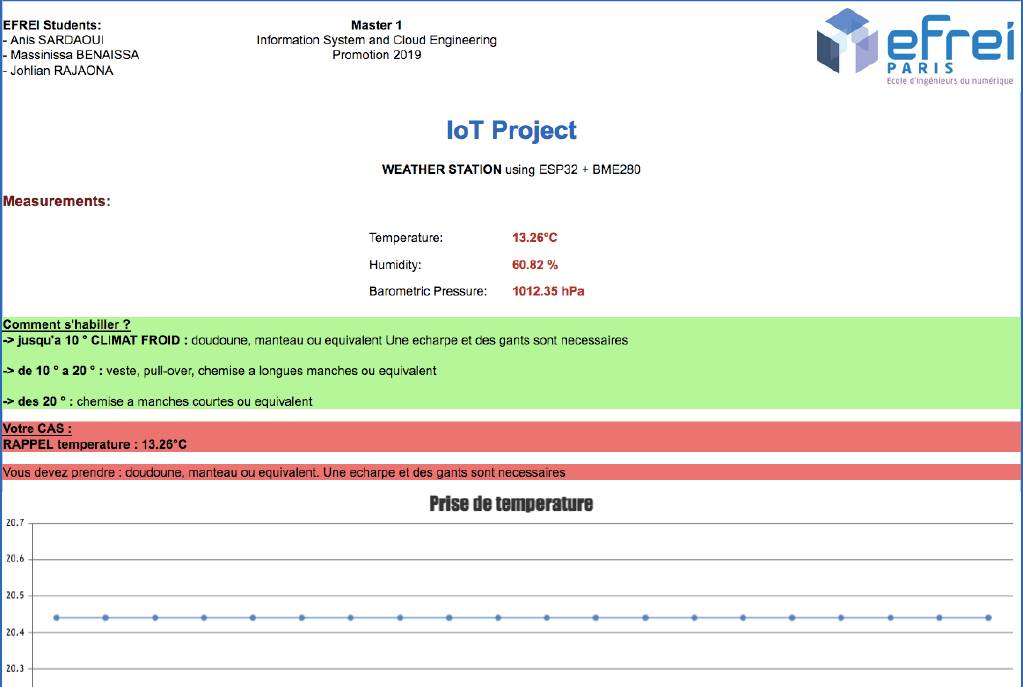 EFREI Students:
- Anis SARDAOUI
- Massinissa BENAISSA
- Johlian RAJAONA
Master 1
Information System and Cloud Engineering
Promotion 2019
efrei
PARIS
Ecole d'ingénieurs du numérique
IoT Project
WEATHER STATION using ESP32 + BME280
Measurements:
Temperature: 13.26°C
Humidity: 60.82 %
Barometric Pressure: 1012.35 hPa
Comment s'habiller ?
-> jusqu'a 10 ° CLIMAT FROID : doudoune, manteau ou equivalent Une echarpe et des gants sont necessaires
-> de 10 ° a 20 ° : veste, pull-over, chemise a longues manches ou equivalent
-> des 20 ° : chemise a manches courtes ou equivalent
Votre CAS :
RAPPEL temperature : 13.26°C
Vous devez prendre : doudoune, manteau ou equivalent. Une echarpe et des gants sont necessaires
Prise de temperature
20.7
20.6
20.5
20.4
20.3